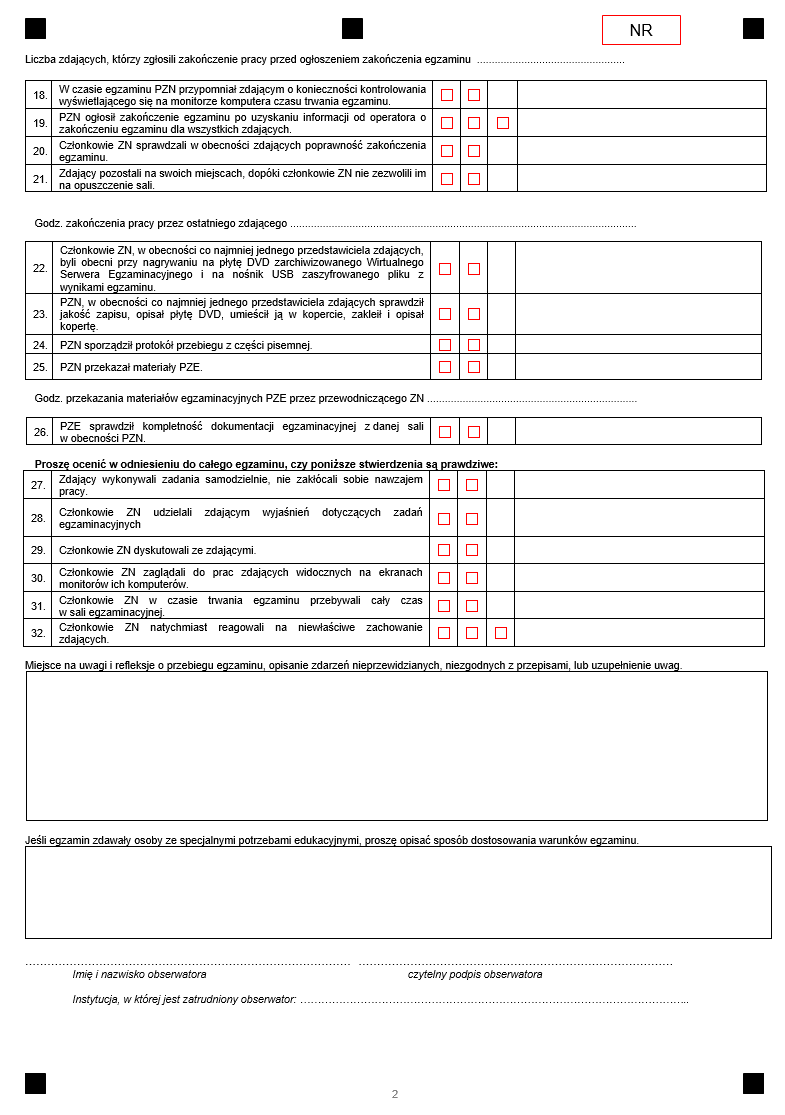 NR
Liczba zdających, którzy zgłosili zakończenie pracy przed ogłoszeniem zakończenia egzaminu ..................................................
18. W czasie egzaminu PZN przypomniał zdającym o konieczności kontrolowania
wyświetlającego się na monitorze komputera czasu trwania egzaminu.
19. PZN ogłosił zakończenie egzaminu po uzyskaniu informacji od operatora o
zakończeniu egzaminu dla wszystkich zdających.
20. Członkowie ZN sprawdzali w obecności zdających poprawność zakończenia
egzaminu.
21. Zdający pozostali na swoich miejscach, dopóki członkowie ZN nie zezwolili im
na opuszczenie sali.
Godz. zakończenia pracy przez ostatniego zdającego ....................................................................................................................
22. Członkowie ZN, w obecności co najmniej jednego przedstawiciela zdających,
byli obecni przy nagrywaniu na płytę DVD zarchiwizowanego Wirtualnego
Serwera Egzaminacyjnego i na nośnik USB zaszyfrowanego pliku z
wynikami egzaminu.
23. PZN, w obecności co najmniej jednego przedstawiciela zdających sprawdził
jakość zapisu, opisał płytę DVD, umieścił ją w kopercie, zakleił i opisał
kopertę.
24. PZN sporządził protokół przebiegu z części pisemnej.
25. PZN przekazał materiały PZE.
Godz. przekazania materiałów egzaminacyjnych PZE przez przewodniczącego ZN ......................................................................
26. PZE sprawdził kompletność dokumentacji egzaminacyjnej z danej sali
w obecności PZN.
Proszę ocenić w odniesieniu do całego egzaminu, czy poniższe stwierdzenia są prawdziwe:
27. Zdający wykonywali zadania samodzielnie, nie zakłócali sobie nawzajem
pracy.
28. Członkowie ZN udzielali zdającym wyjaśnień dotyczących zadań
egzaminacyjnych
29. Członkowie ZN dyskutowali ze zdającymi.
30. Członkowie ZN zaglądali do prac zdających widocznych na ekranach
monitorów ich komputerów.
31. Członkowie ZN w czasie trwania egzaminu przebywali cały czas
w sali egzaminacyjnej.
32. Członkowie ZN natychmiast reagowali na niewłaściwe zachowanie
zdających.
Miejsce na uwagi i refleksje o przebiegu egzaminu, opisanie zdarzeń nieprzewidzianych, niezgodnych z przepisami, lub uzupełnienie uwag.
Jeśli egzamin zdawały osoby ze specjalnymi potrzebami edukacyjnymi, proszę opisać sposób dostosowania warunków egzaminu.
…………………………………………………………………………… …………………………………………………………………………
Imię i nazwisko obserwatora czytelny podpis obserwatora
Instytucja, w której jest zatrudniony obserwator: …………………………………………………………………………………………..
2